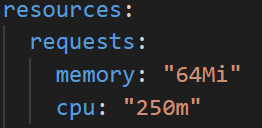 resources:
  requests:
    memory: "64Mi"
    cpu: "250m"